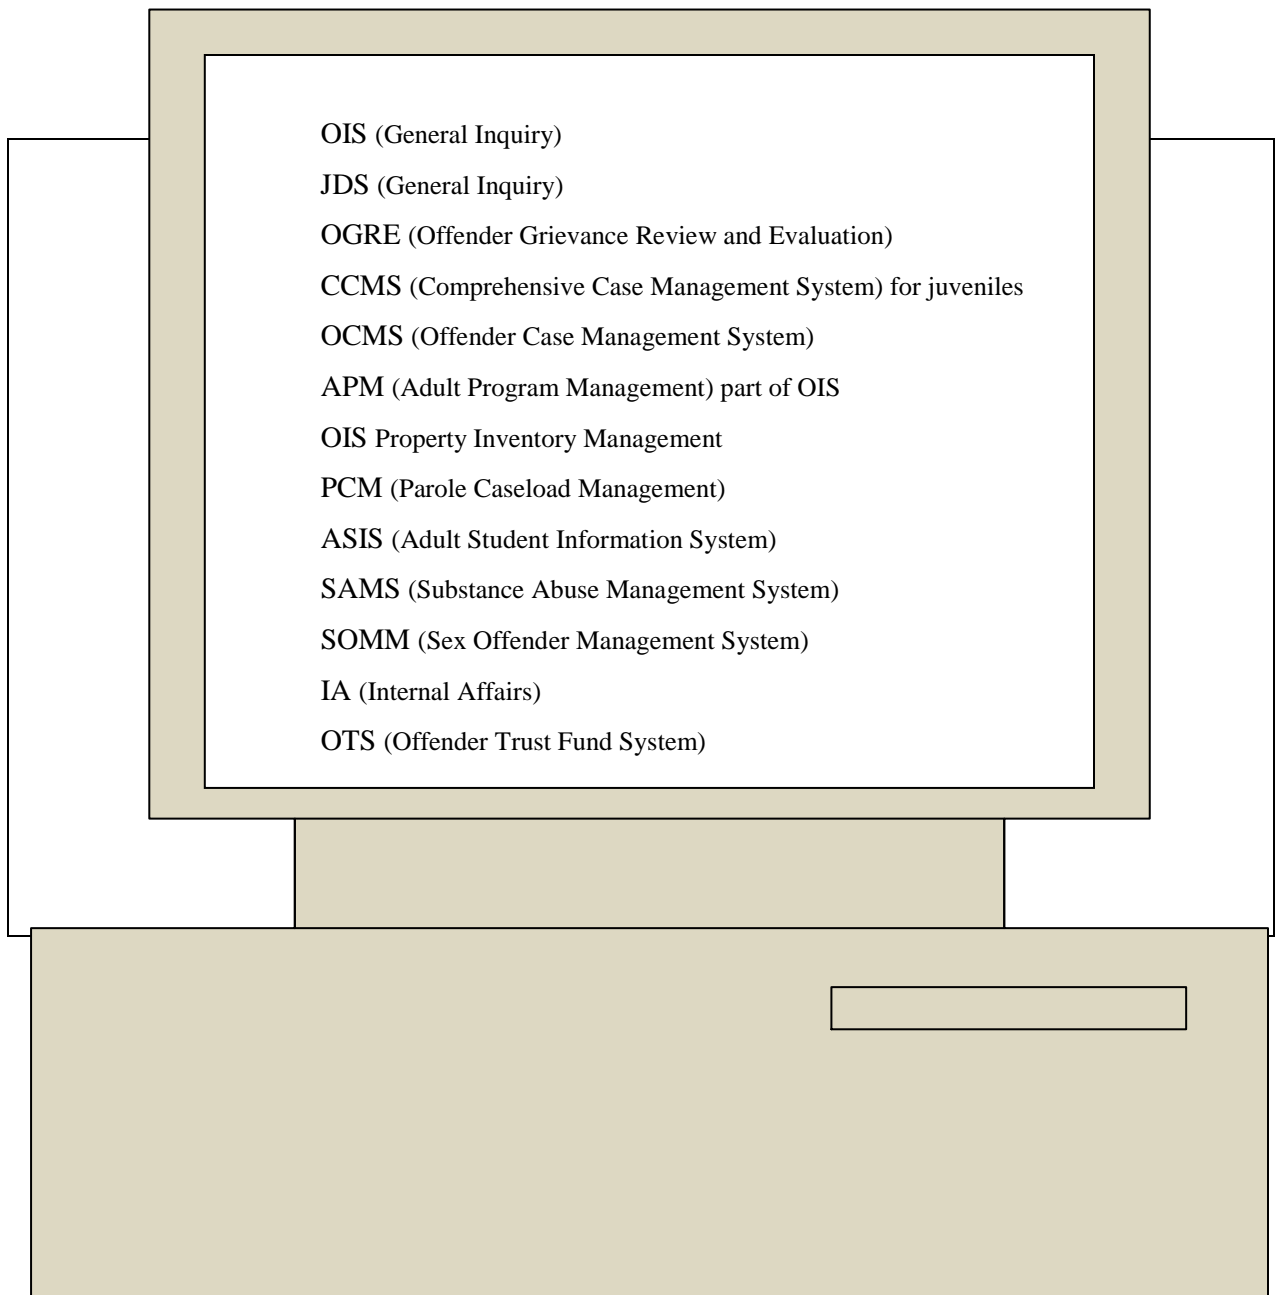 OIS (General Inquiry)
JDS (General Inquiry)
OGRE (Offender Grievance Review and Evaluation)
CCMS (Comprehensive Case Management System) for juveniles
OCMS (Offender Case Management System)
APM (Adult Program Management) part of OIS
OIS Property Inventory Management
PCM (Parole Caseload Management)
ASIS (Adult Student Information System)
SAMS (Substance Abuse Management System)
SOMM (Sex Offender Management System)
IA (Internal Affairs)
OTS (Offender Trust Fund System)